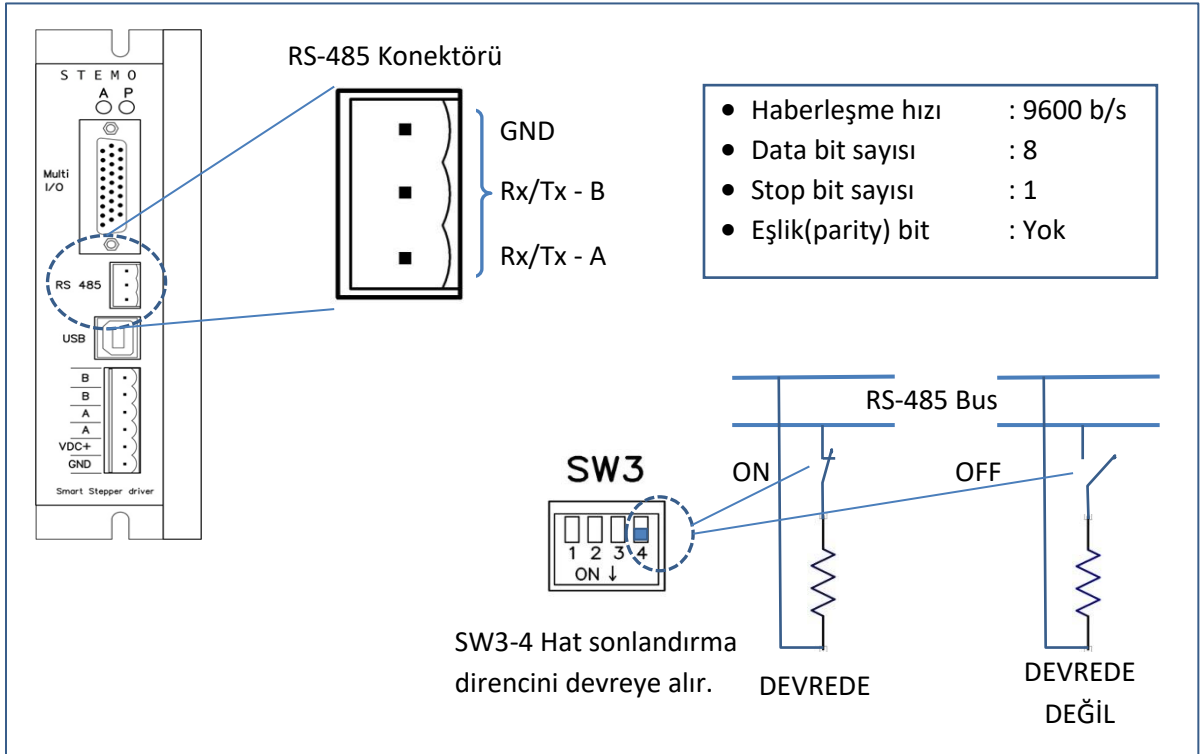 STEMO
A P
Multi
I/O
RS 485
USB
B
B
A
A
VDC+
GND
Smart Stepper driver
RS-485 Konektörü
GND
Rx/Tx - B
Rx/Tx - A
• Haberleşme hızı : 9600 b/s
• Data bit sayısı : 8
• Stop bit sayısı : 1
• Eşlik(parity) bit : Yok
RS-485 Bus
ON
OFF
SW3
1 2 3 4
ON ↓
SW3-4 Hat sonlandırma
direncini devreye alır.
DEVREDE
DEVREDE
DEĞİL